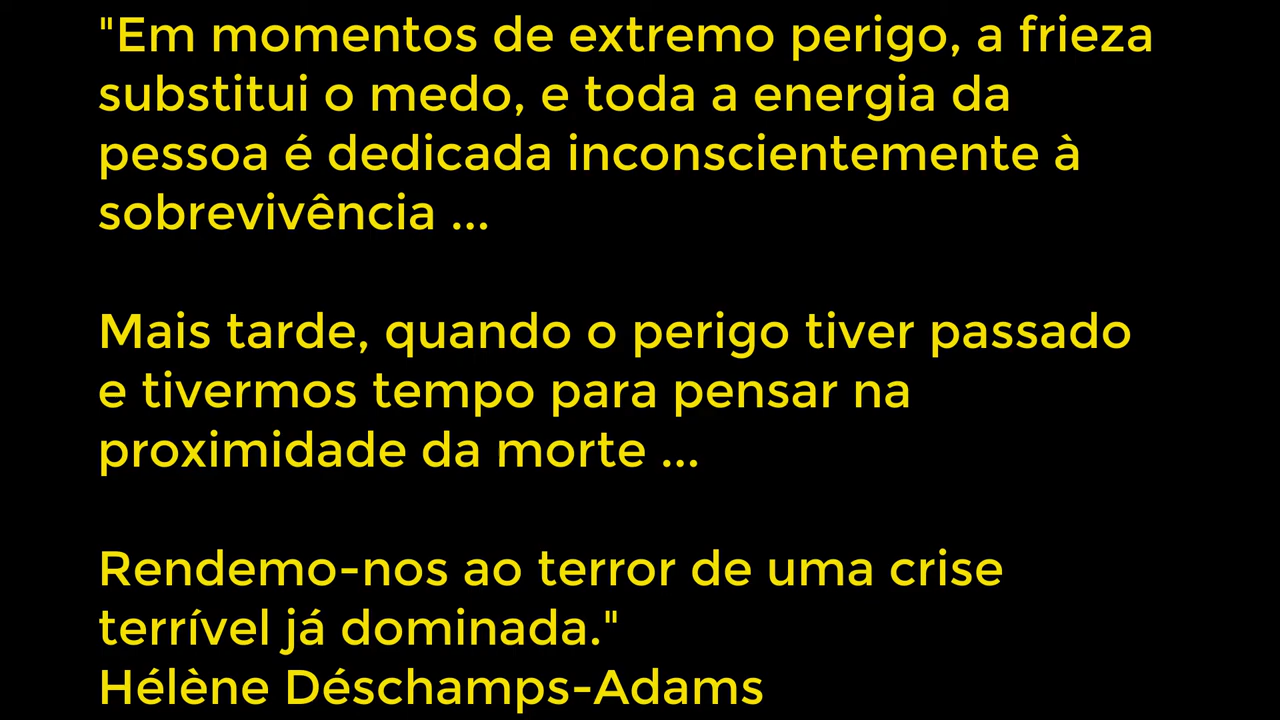 "Em momentos de extremo perigo, a frieza
substitui o medo, e toda a energia da
pessoa é dedicada inconscientemente à
sobrevivência ...
Mais tarde, quando o perigo tiver passado
e tivermos tempo para pensar na
proximidade da morte ...
Rendemo-nos ao terror de uma crise
terrível já dominada."
Hélène Déschamps-Adams